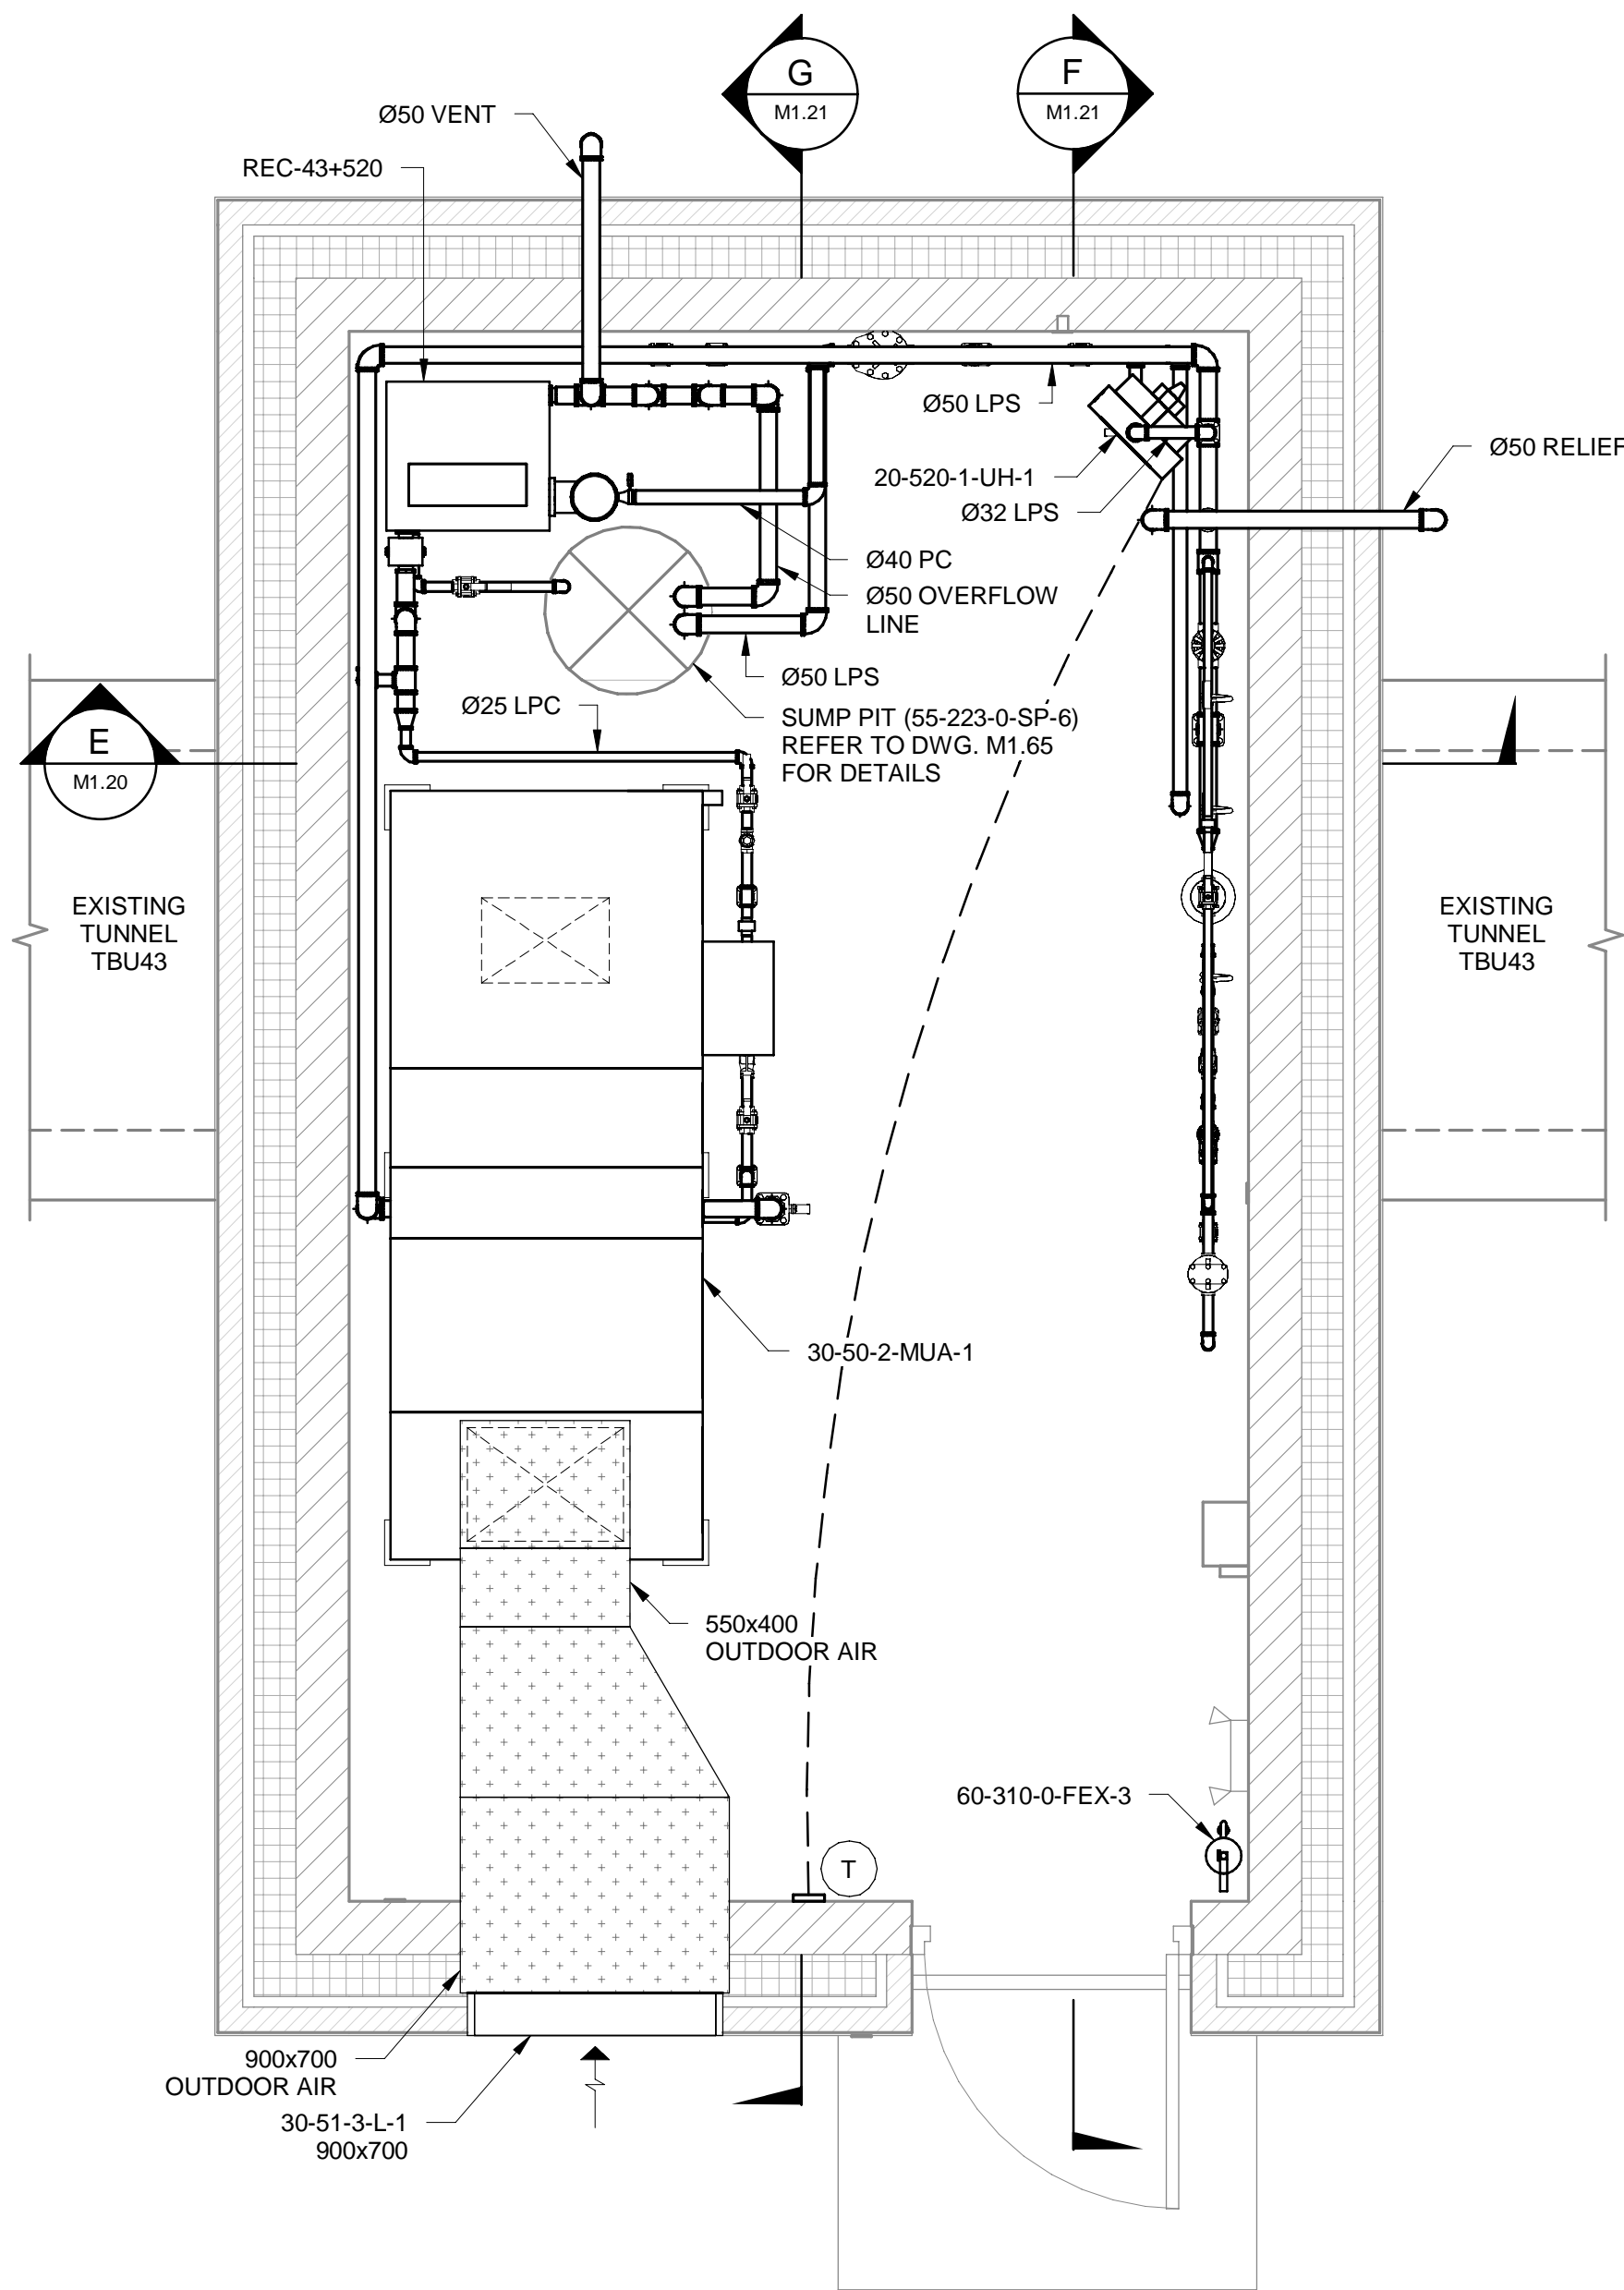 G
M1.21
F
M1.21
Ø50 VENT
REC-43+520
Ø50 LPS
Ø50 RELIEF
20-520-1-UH-1
Ø32 LPS
Ø40 PC
Ø50 OVERFLOW
LINE
Ø50 LPS
Ø25 LPC
SUMP PIT (55-223-0-SP-6)
REFER TO DWG. M1.65
FOR DETAILS
E
M1.20
EXISTING
TUNNEL
TBU43
EXISTING
TUNNEL
TBU43
30-50-2-MUA-1
550x400
OUTDOOR AIR
60-310-0-FEX-3
T
900x700
OUTDOOR AIR
30-51-3-L-1
900x700